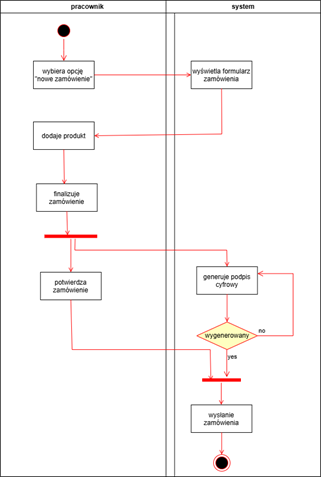 pracownik
system
wybiera opcję
"nowe zamówienie"
wyświetla formularz
zamówienia
dodaje produkt
finalizuje
zamówienie
potwierdza
zamówienie
generuje podpis
cyfrowy
wygenerowany
no
yes
wysłanie
zamówienia